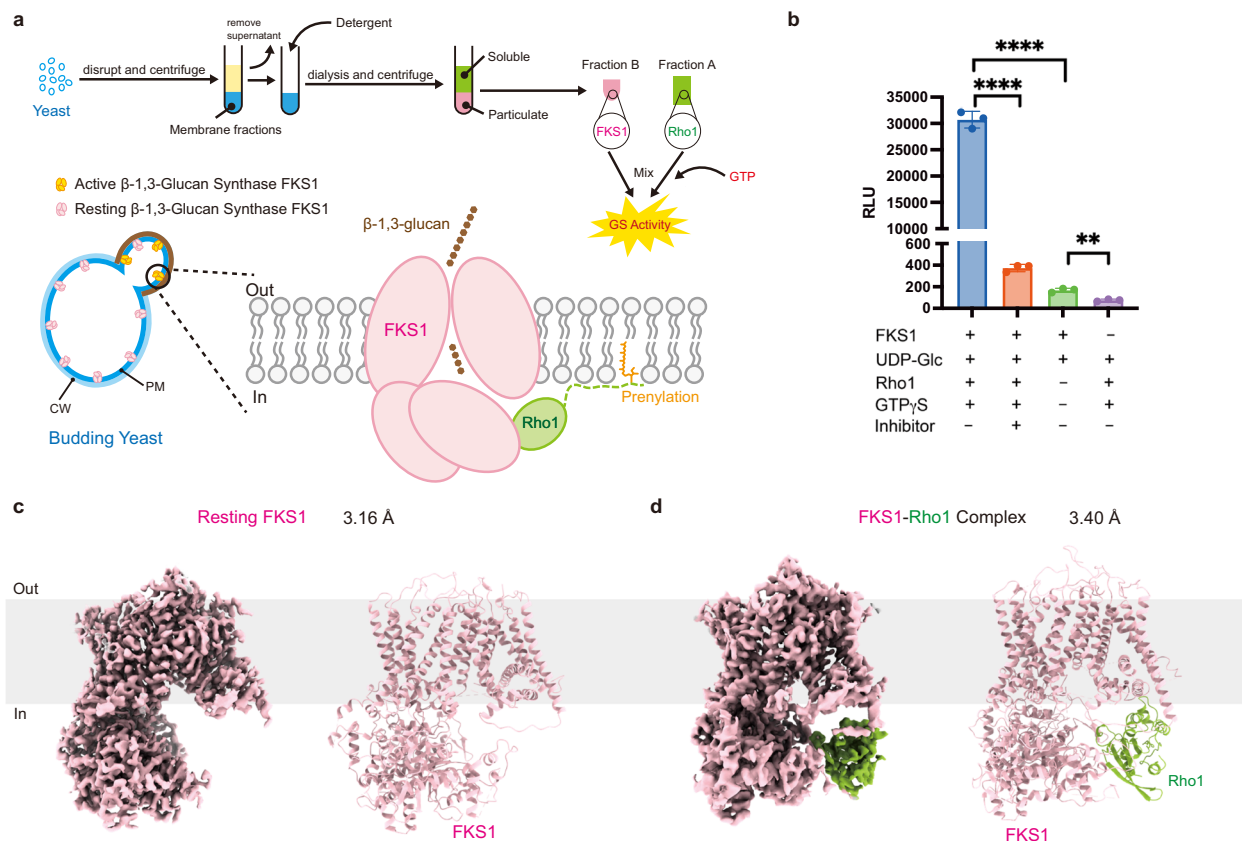 a
remove
supernatant
Detergent
disrupt and centrifuge
dialysis and centrifuge
Yeast
Membrane fractions
Soluble
Particulate
Fraction B
Fraction A
FKS1
Rho1
Mix
GTP
GS Activity
Active β-1,3-Glucan Synthase FKS1
Resting β-1,3-Glucan Synthase FKS1
β-1,3-glucan
Out
FKS1
In
Rho1
Prenylation
PM
CW
Budding Yeast
b
****
****
**
RLU
35000
30000
25000
20000
15000
10000
600
400
200
0
FKS1 + + + –
UDP-Glc + + + +
Rho1 + + – +
GTPγS + + – +
Inhibitor – + – –
c
Resting FKS1 3.16 Å
Out
In
FKS1
d
FKS1-Rho1 Complex 3.40 Å
Rho1
FKS1